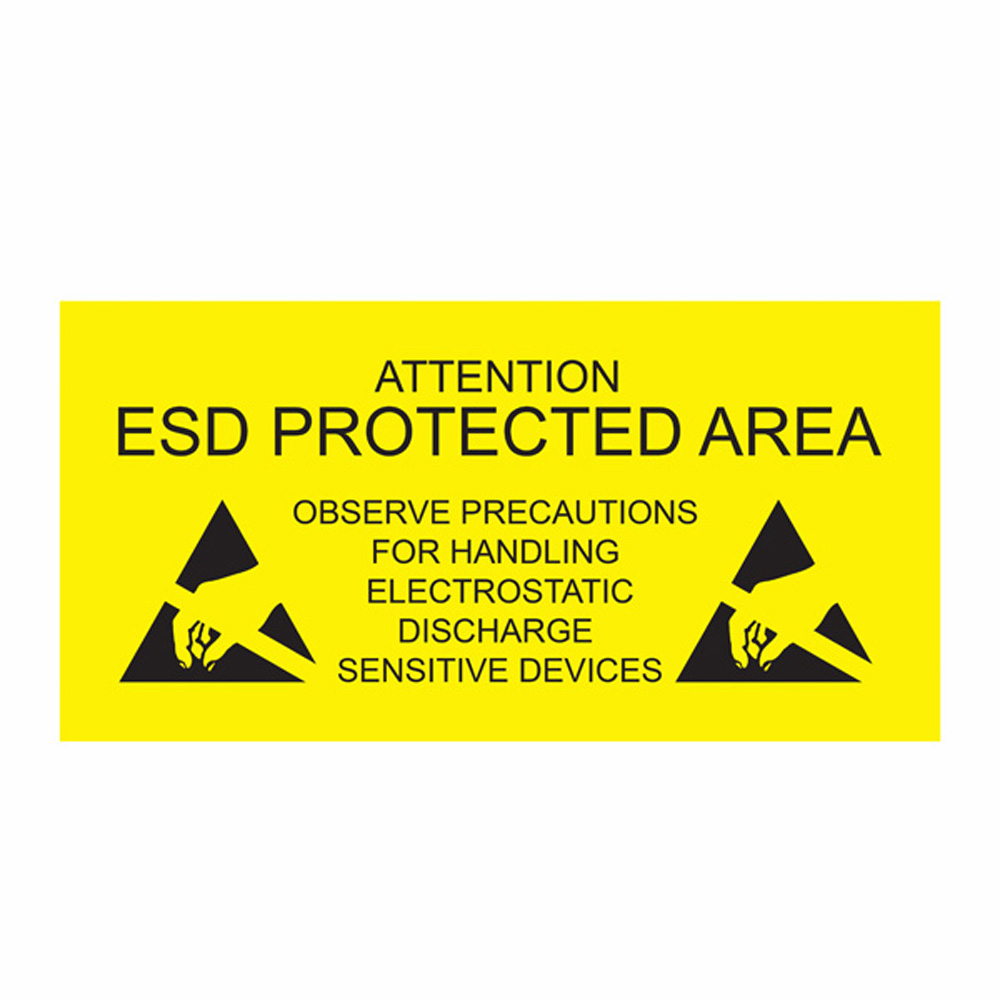 ATTENTION
ESD PROTECTED AREA
OBSERVE PRECAUTIONS
FOR HANDLING
ELECTROSTATIC
DISCHARGE
SENSITIVE DEVICES